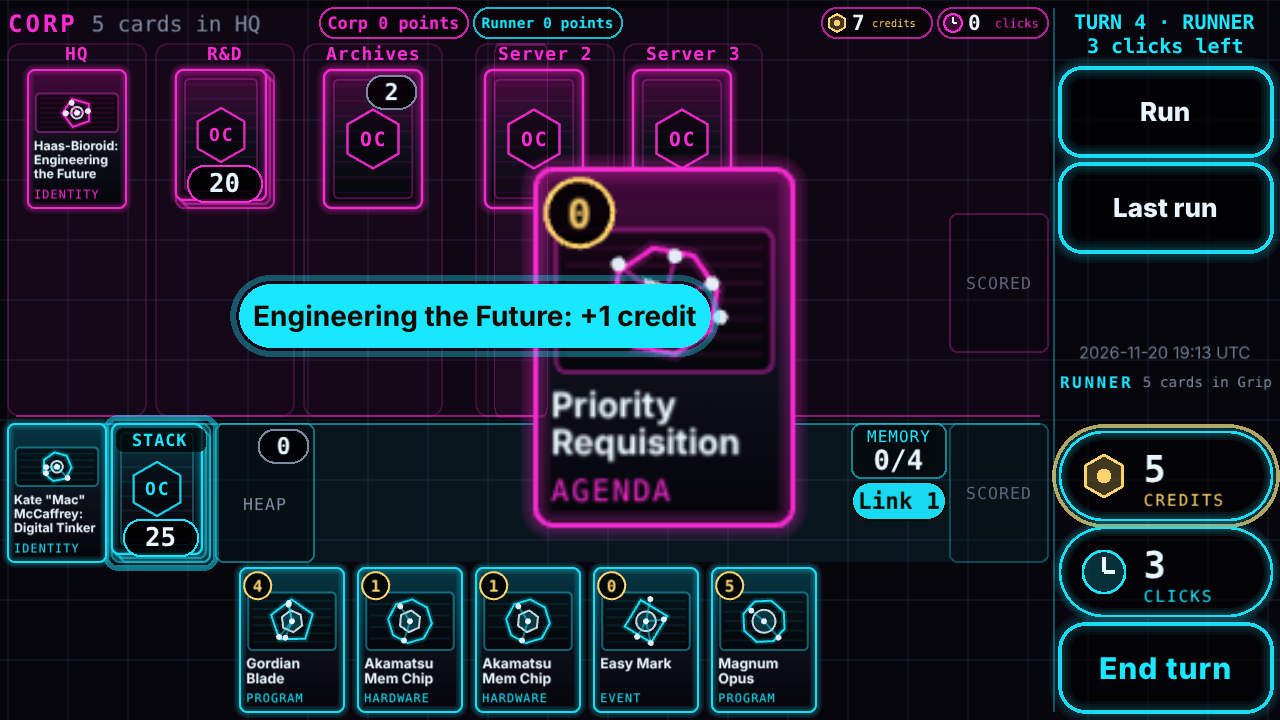 CORP 5 cards in HQ
Corp 0 points
Runner 0 points
7 credits
0 clicks
TURN 4 · RUNNER
3 clicks left
HQ
R&D
Archives
Server 2
Server 3
Run
Last run
Haas-Bioroid:
Engineering
the Future
IDENTITY
OC
20
2
OC
OC
OC
0
Engineering the Future: +1 credit
Priority
Requisition
AGENDA
SCORED
2026-11-20 19:13 UTC
RUNNER 5 cards in Grip
Kate "Mac"
McCaffrey:
Digital Tinker
IDENTITY
STACK
OC
25
0
HEAP
MEMORY
0/4
Link 1
SCORED
5
CREDITS
3
CLICKS
End turn
4
Gordian
Blade
PROGRAM
1
Akamatsu
Mem Chip
HARDWARE
1
Akamatsu
Mem Chip
HARDWARE
0
Easy Mark
EVENT
5
Magnum
Opus
PROGRAM